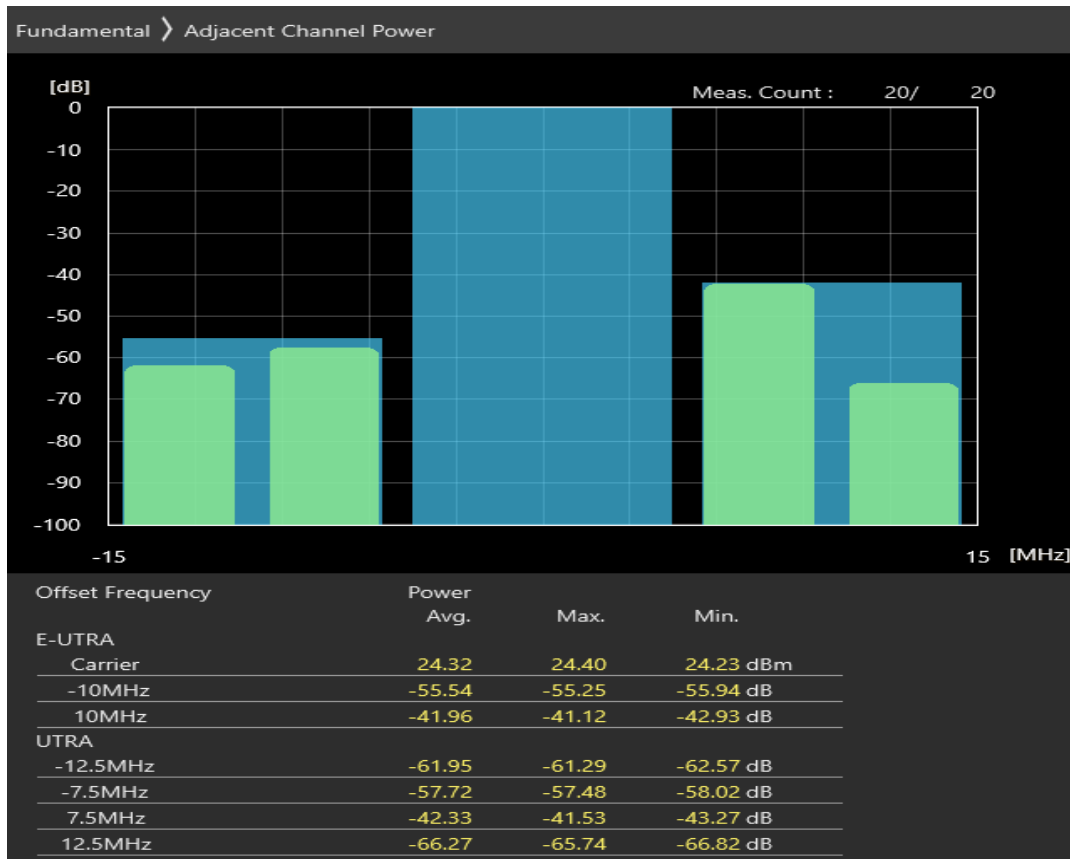 Fundamental ❯ Adjacent Channel Power
[dB]
Meas. Count : 20/ 20
0
-10
-20
-30
-40
-50
-60
-70
-80
-90
-100
-15 15 [MHz]
Offset Frequency Power
Avg. Max. Min.
E-UTRA
Carrier 24.32 24.40 24.23 dBm
-10MHz -55.54 -55.25 -55.94 dB
10MHz -41.96 -41.12 -42.93 dB
UTRA
-12.5MHz -61.95 -61.29 -62.57 dB
-7.5MHz -57.72 -57.48 -58.02 dB
7.5MHz -42.33 -41.53 -43.27 dB
12.5MHz -66.27 -65.74 -66.82 dB